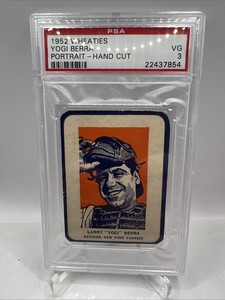 PSA
1952 WHEATIES
YOGI BERRA VG
PORTRAIT - HAND CUT 3
22437854
LARRY "YOGI" BERRA
CATCHER, NEW YORK YANKEES